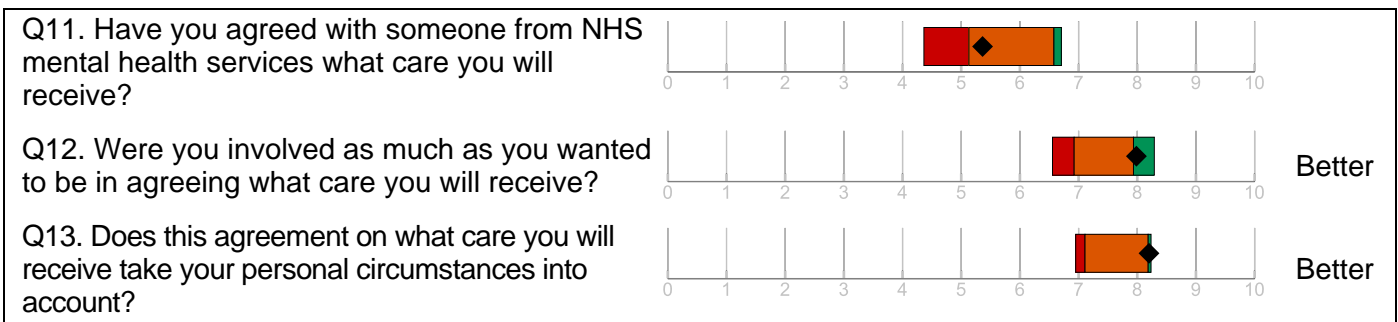 Q11. Have you agreed with someone from NHS
mental health services what care you will
receive?
0 1 2 3 4 5 6 7 8 9 10
Q12. Were you involved as much as you wanted
to be in agreeing what care you will receive?
0 1 2 3 4 5 6 7 8 9 10
Better
Q13. Does this agreement on what care you will
receive take your personal circumstances into
account?
0 1 2 3 4 5 6 7 8 9 10
Better